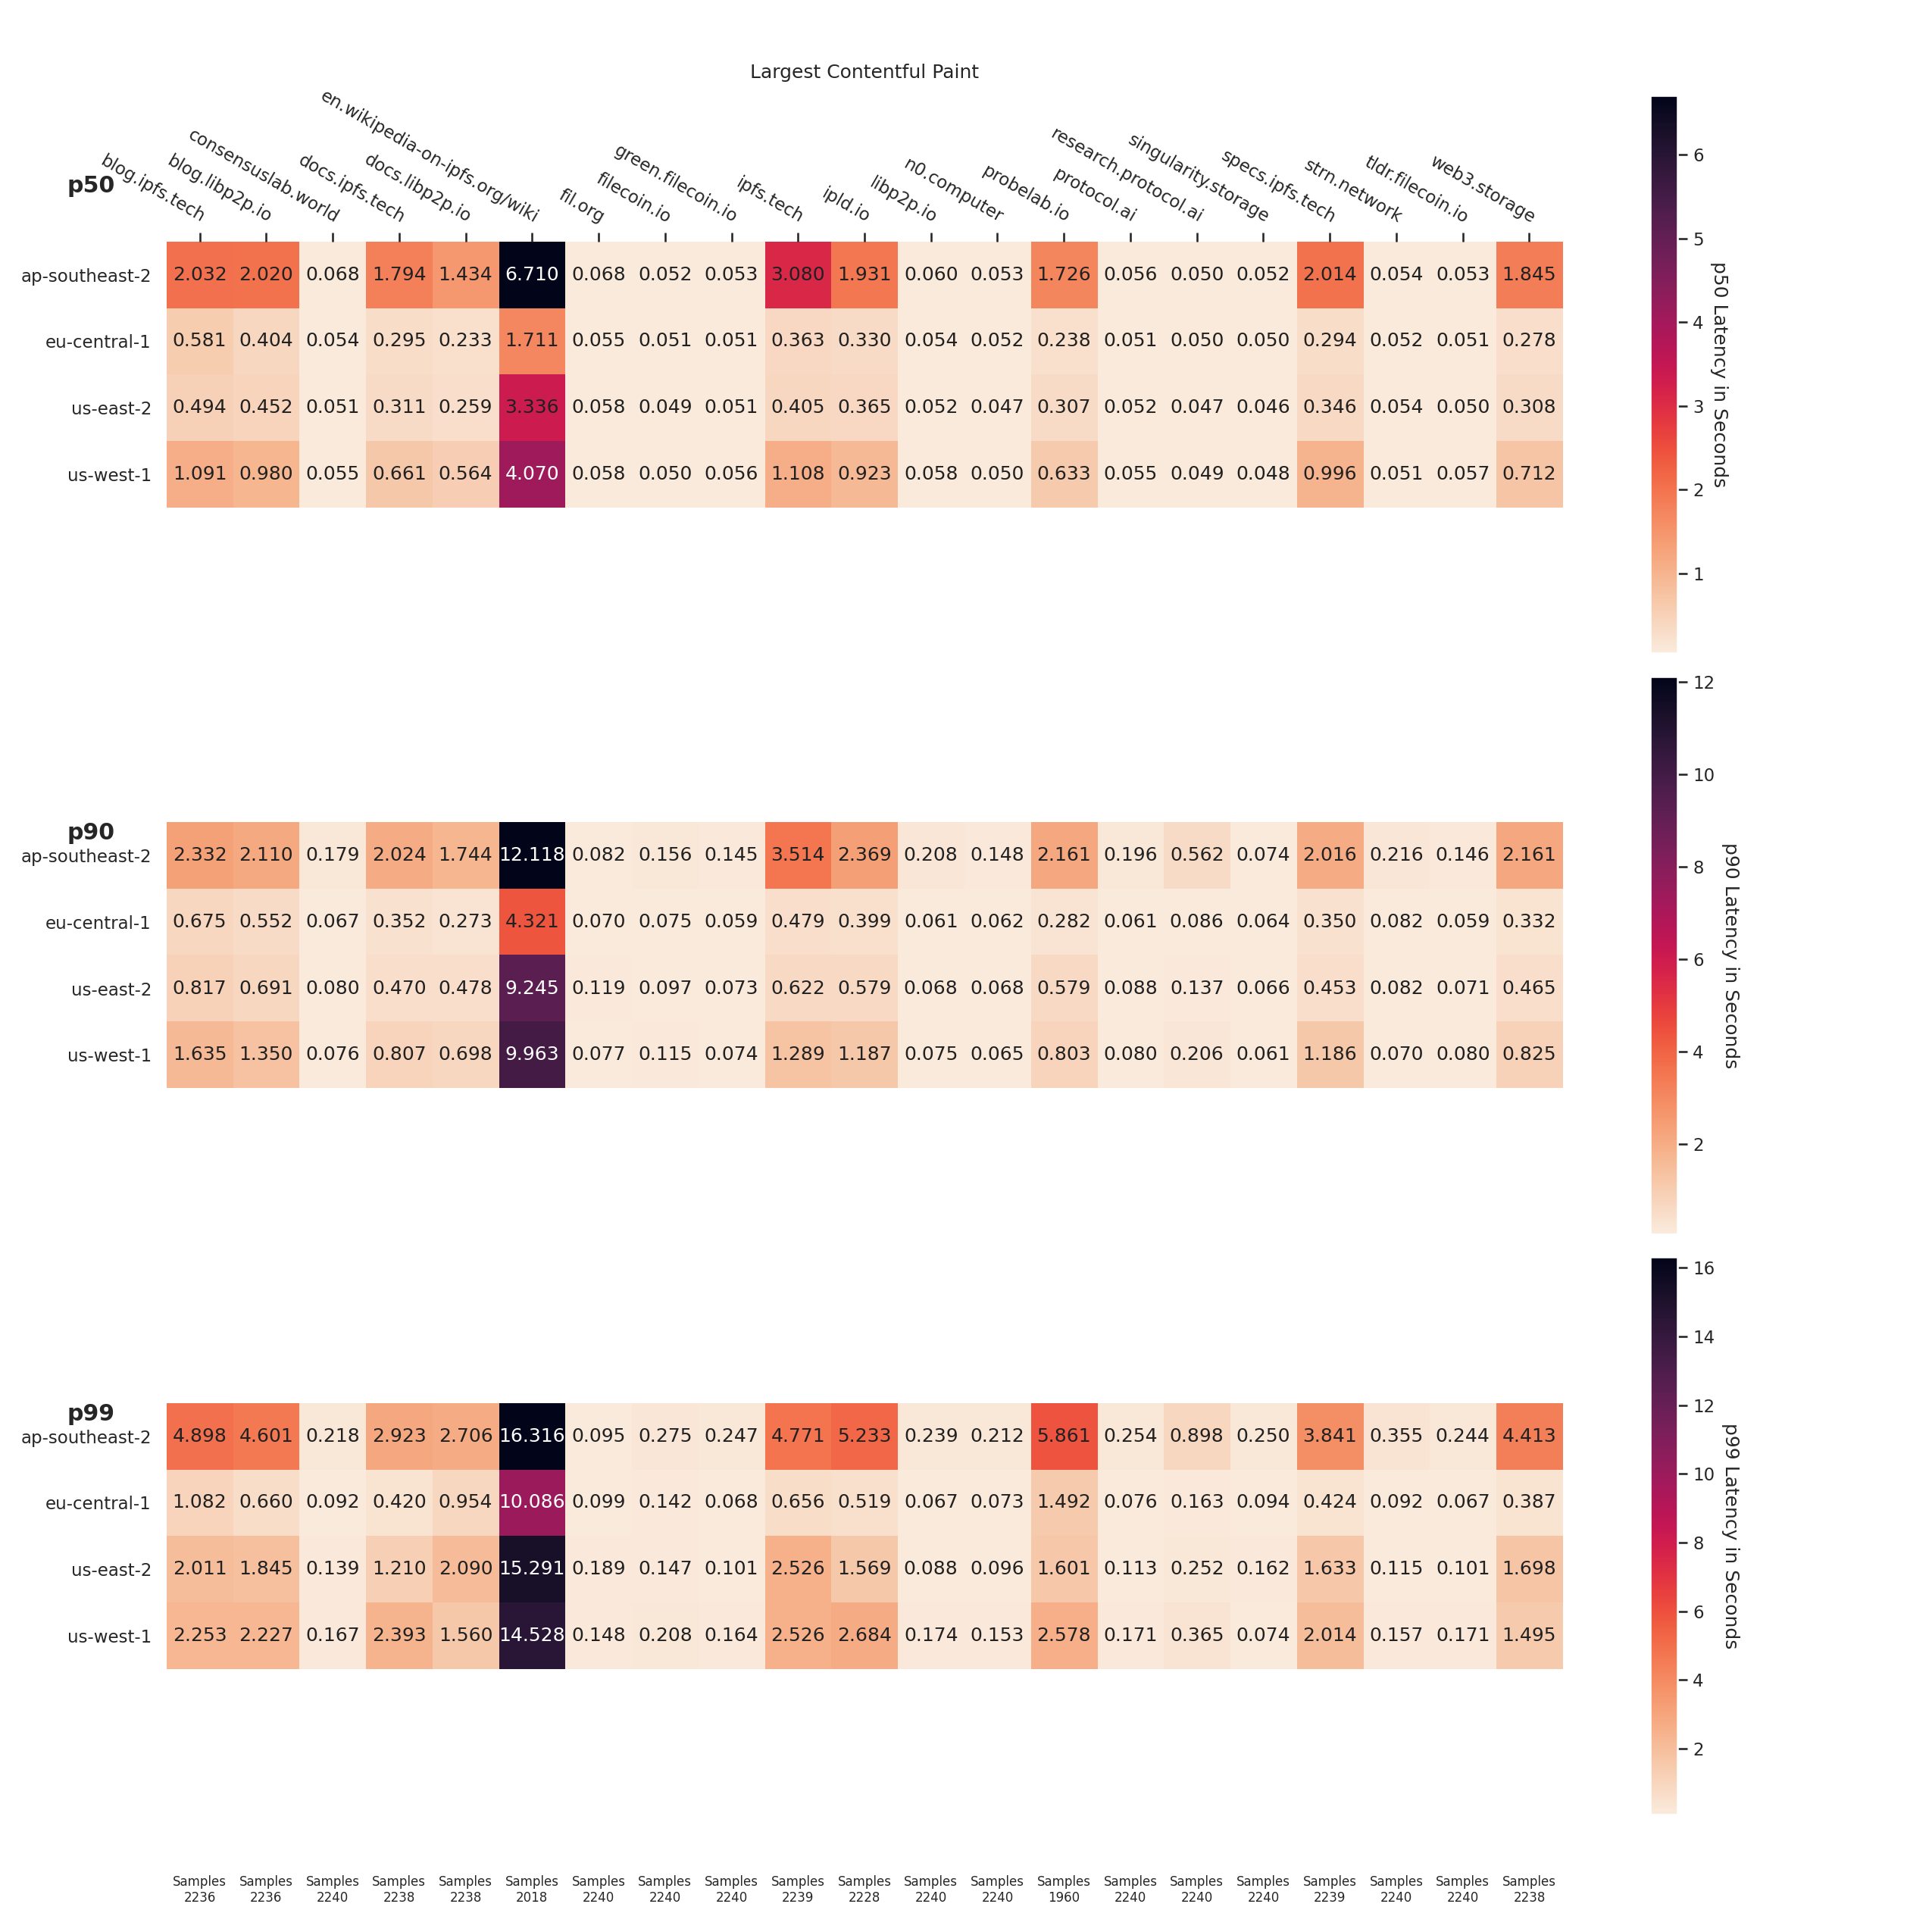 Largest Contentful Paint
p50
blog.ipfs.tech
blog.libp2p.io
consensuslab.world
docs.ipfs.tech
docs.libp2p.io
en.wikipedia-on-ipfs.org/wiki
fil.org
filecoin.io
green.filecoin.io
ipfs.tech
ipld.io
libp2p.io
n0.computer
probelab.io
protocol.ai
research.protocol.ai
singularity.storage
specs.ipfs.tech
strn.network
tldr.filecoin.io
web3.storage
ap-southeast-2 2.032 2.020 0.068 1.794 1.434 6.710 0.068 0.052 0.053 3.080 1.931 0.060 0.053 1.726 0.056 0.050 0.052 2.014 0.054 0.053 1.845
eu-central-1 0.581 0.404 0.054 0.295 0.233 1.711 0.055 0.051 0.051 0.363 0.330 0.054 0.052 0.238 0.051 0.050 0.050 0.294 0.052 0.051 0.278
us-east-2 0.494 0.452 0.051 0.311 0.259 3.336 0.058 0.049 0.051 0.405 0.365 0.052 0.047 0.307 0.052 0.047 0.046 0.346 0.054 0.050 0.308
us-west-1 1.091 0.980 0.055 0.661 0.564 4.070 0.058 0.050 0.056 1.108 0.923 0.058 0.050 0.633 0.055 0.049 0.048 0.996 0.051 0.057 0.712
6
5
4
3
2
1
p50 Latency in Seconds
p90
ap-southeast-2 2.332 2.110 0.179 2.024 1.744 12.118 0.082 0.156 0.145 3.514 2.369 0.208 0.148 2.161 0.196 0.562 0.074 2.016 0.216 0.146 2.161
eu-central-1 0.675 0.552 0.067 0.352 0.273 4.321 0.070 0.075 0.059 0.479 0.399 0.061 0.062 0.282 0.061 0.086 0.064 0.350 0.082 0.059 0.332
us-east-2 0.817 0.691 0.080 0.470 0.478 9.245 0.119 0.097 0.073 0.622 0.579 0.068 0.068 0.579 0.088 0.137 0.066 0.453 0.082 0.071 0.465
us-west-1 1.635 1.350 0.076 0.807 0.698 9.963 0.077 0.115 0.074 1.289 1.187 0.075 0.065 0.803 0.080 0.206 0.061 1.186 0.070 0.080 0.825
12
10
8
6
4
2
p90 Latency in Seconds
p99
ap-southeast-2 4.898 4.601 0.218 2.923 2.706 16.316 0.095 0.275 0.247 4.771 5.233 0.239 0.212 5.861 0.254 0.898 0.250 3.841 0.355 0.244 4.413
eu-central-1 1.082 0.660 0.092 0.420 0.954 10.086 0.099 0.142 0.068 0.656 0.519 0.067 0.073 1.492 0.076 0.163 0.094 0.424 0.092 0.067 0.387
us-east-2 2.011 1.845 0.139 1.210 2.090 15.291 0.189 0.147 0.101 2.526 1.569 0.088 0.096 1.601 0.113 0.252 0.162 1.633 0.115 0.101 1.698
us-west-1 2.253 2.227 0.167 2.393 1.560 14.528 0.148 0.208 0.164 2.526 2.684 0.174 0.153 2.578 0.171 0.365 0.074 2.014 0.157 0.171 1.495
16
14
12
10
8
6
4
2
p99 Latency in Seconds
Samples Samples Samples Samples Samples Samples Samples Samples Samples Samples Samples Samples Samples Samples Samples Samples Samples Samples Samples Samples Samples
2236 2236 2240 2238 2238 2018 2240 2240 2240 2239 2228 2240 2240 1960 2240 2240 2240 2239 2240 2240 2238